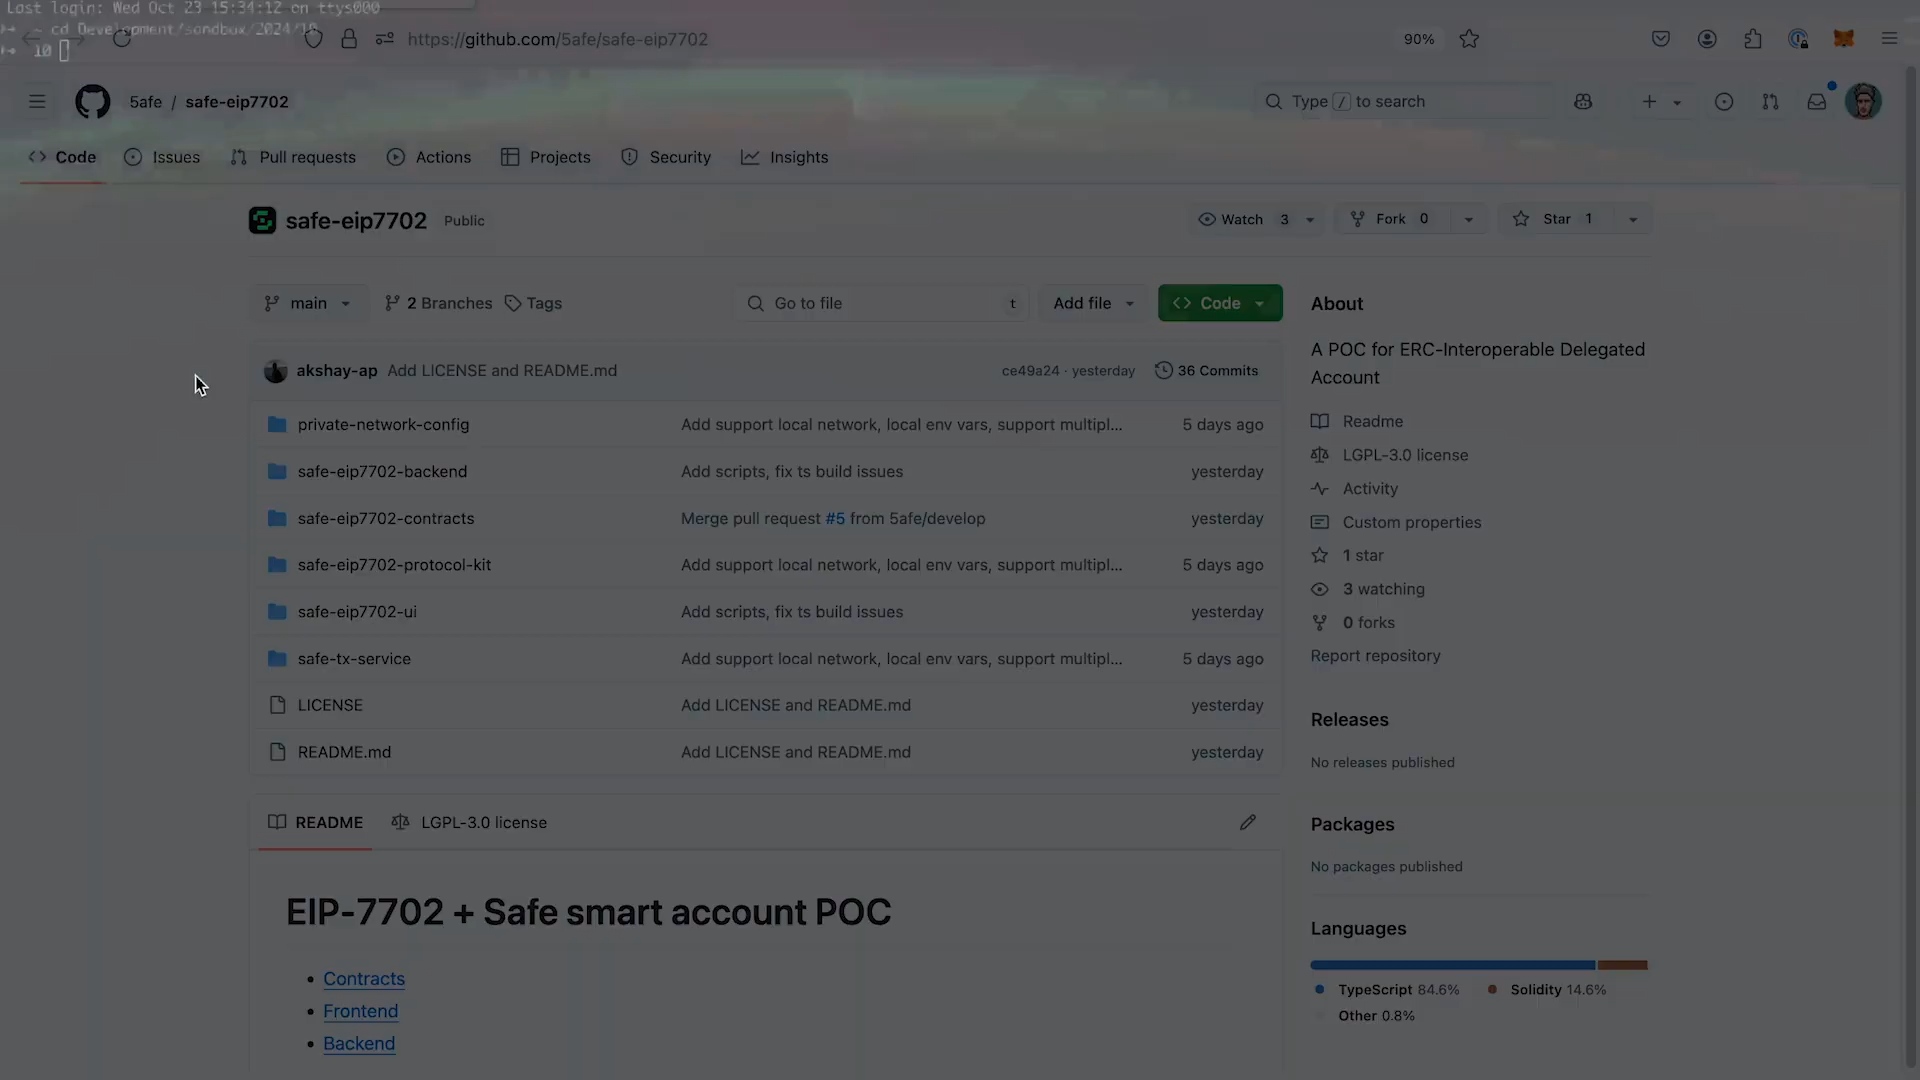 Last login: Wed Oct 23 15:34:12 on ttys000
~ cd Development/sandbox/2024/10
10
https://github.com/5afe/safe-eip7702
90%
5afe / safe-eip7702
Type / to search
Code
Issues
Pull requests
Actions
Projects
Security
Insights
safe-eip7702 Public
Watch 3
Fork 0
Star 1
main
2 Branches
Tags
Go to file t
Add file
Code
akshay-ap Add LICENSE and README.md ce49a24 · yesterday 36 Commits
private-network-config Add support local network, local env vars, support multipl... 5 days ago
safe-eip7702-backend Add scripts, fix ts build issues yesterday
safe-eip7702-contracts Merge pull request #5 from 5afe/develop yesterday
safe-eip7702-protocol-kit Add support local network, local env vars, support multipl... 5 days ago
safe-eip7702-ui Add scripts, fix ts build issues yesterday
safe-tx-service Add support local network, local env vars, support multipl... 5 days ago
LICENSE Add LICENSE and README.md yesterday
README.md Add LICENSE and README.md yesterday
README
LGPL-3.0 license
EIP-7702 + Safe smart account POC
• Contracts
• Frontend
• Backend
About
A POC for ERC-Interoperable Delegated
Account
Readme
LGPL-3.0 license
Activity
Custom properties
1 star
3 watching
0 forks
Report repository
Releases
No releases published
Packages
No packages published
Languages
TypeScript 84.6% Solidity 14.6%
Other 0.8%